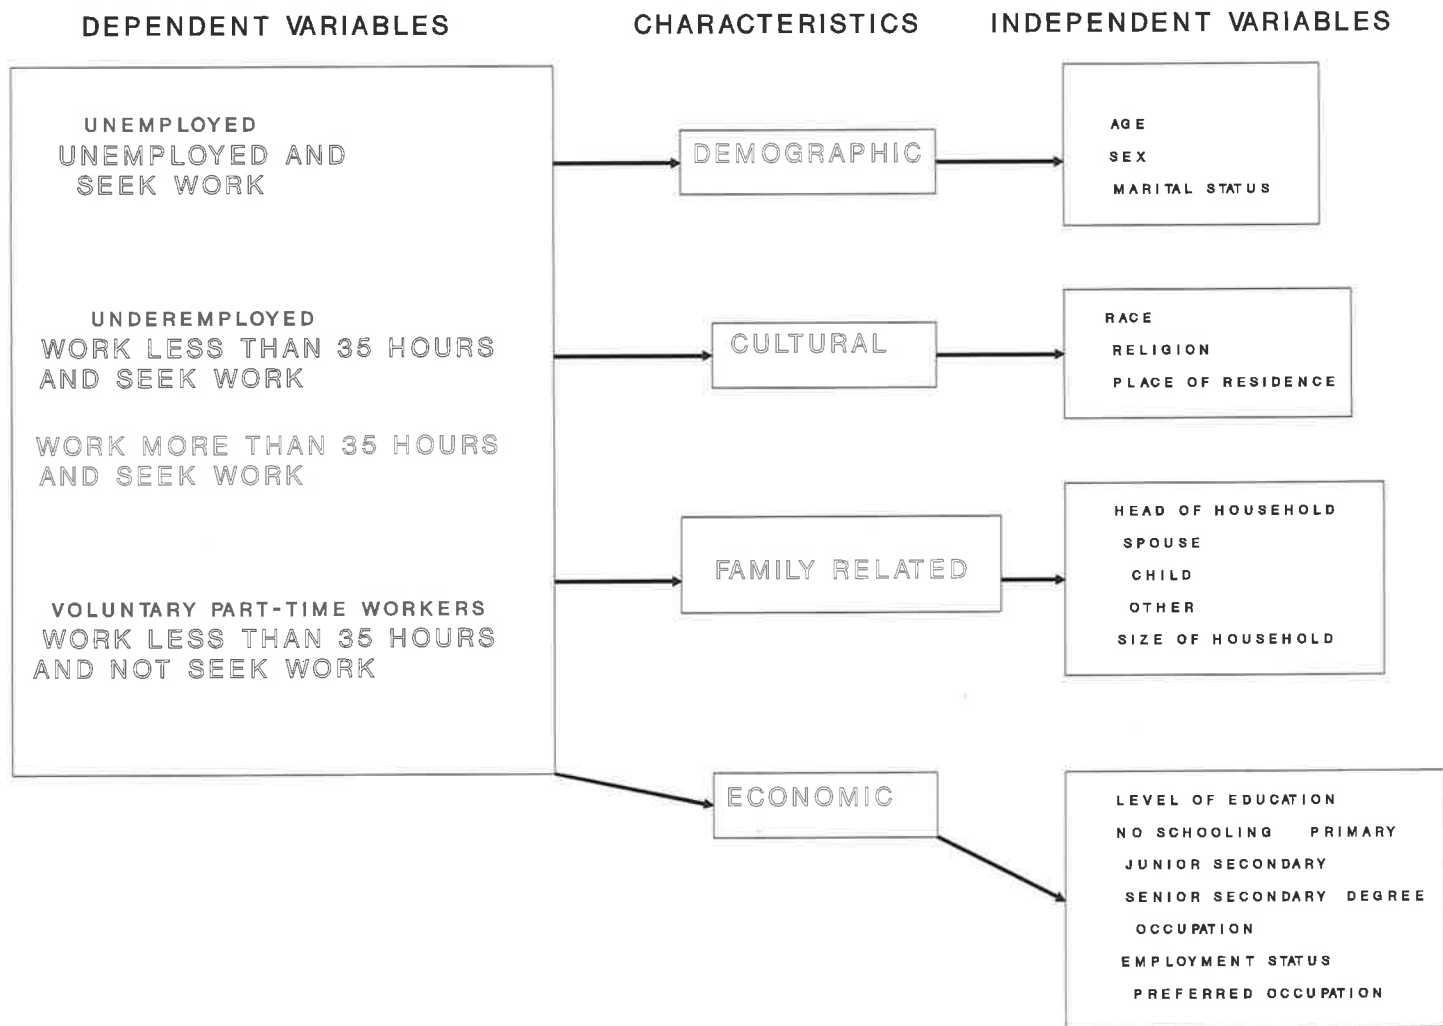 DEPENDENT VARIABLES
CHARACTERISTICS
INDEPENDENT VARIABLES
UNEMPLOYED
UNEMPLOYED AND
SEEK WORK
UNDEREMPLOYED
WORK LESS THAN 35 HOURS
AND SEEK WORK
WORK MORE THAN 35 HOURS
AND SEEK WORK
VOLUNTARY PART-TIME WORKERS
WORK LESS THAN 35 HOURS
AND NOT SEEK WORK
DEMOGRAPHIC
CULTURAL
FAMILY RELATED
ECONOMIC
AGE
SEX
MARITAL STATUS
RACE
RELIGION
PLACE OF RESIDENCE
HEAD OF HOUSEHOLD
SPOUSE
CHILD
OTHER
SIZE OF HOUSEHOLD
LEVEL OF EDUCATION
NO SCHOOLING PRIMARY
JUNIOR SECONDARY
SENIOR SECONDARY DEGREE
OCCUPATION
EMPLOYMENT STATUS
PREFERRED OCCUPATION